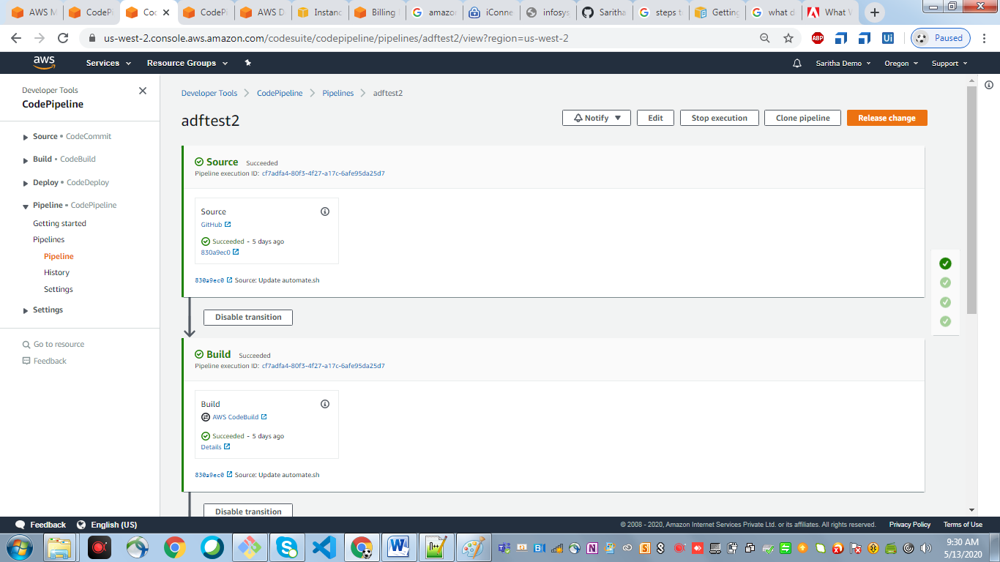 AWS M
CodePi
Co
CodePi
AWS D
Instanc
Billing
amazor
iConne
infosys
Saritha
steps t
Getting
what d
What V
us-west-2.console.aws.amazon.com/codesuite/codepipeline/pipelines/adftest2/view?region=us-west-2
ABP
Ui
Paused
aws
Services
Resource Groups
Saritha Demo
Oregon
Support
Developer Tools
CodePipeline
Source • CodeCommit
Build • CodeBuild
Deploy • CodeDeploy
Pipeline • CodePipeline
Getting started
Pipelines
Pipeline
History
Settings
Settings
Go to resource
Feedback
Developer Tools
CodePipeline
Pipelines
adftest2
adftest2
Notify
Edit
Stop execution
Clone pipeline
Release change
Source Succeeded
Pipeline execution ID: cf7adfa4-80f3-4f27-a17c-6afe95da25d7
Source
GitHub
Succeeded - 5 days ago
830a9ec0
830a9ec0 Source: Update automate.sh
Disable transition
Build Succeeded
Pipeline execution ID: cf7adfa4-80f3-4f27-a17c-6afe95da25d7
Build
AWS CodeBuild
Succeeded - 5 days ago
Details
830a9ec0 Source: Update automate.sh
Disable transition
Feedback
English (US)
© 2008 - 2020, Amazon Internet Services Private Ltd. or its affiliates. All rights reserved.
Privacy Policy
Terms of Use
9:30 AM
5/13/2020